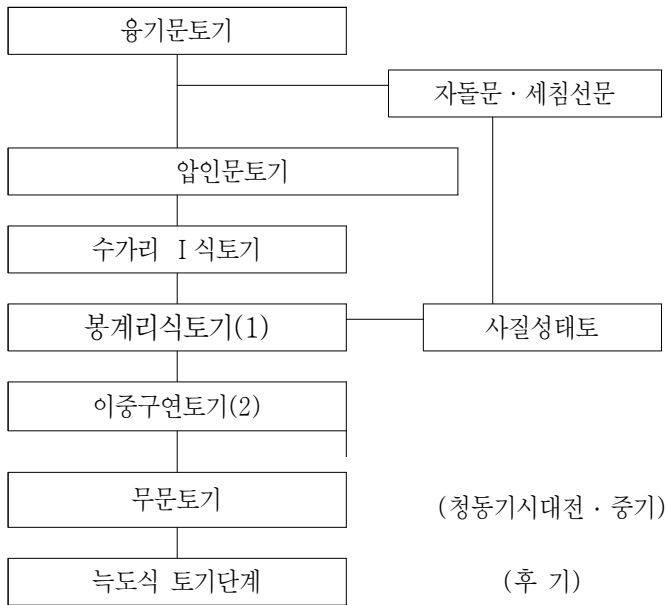 융기문토기
자돌문 · 세침선문
압인문토기
수가리 Ⅰ식토기
봉계리식토기(1)
사질성태토
이중구연토기(2)
무문토기
(청동기시대전 · 중기)
늑도식 토기단계
(후 기)